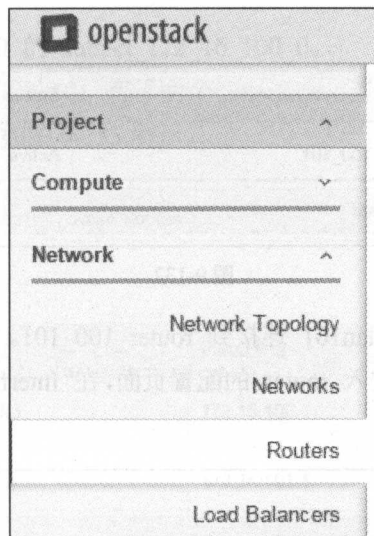 openstack
Project
Compute
Network
Network Topology
Networks
Routers
Load Balancers